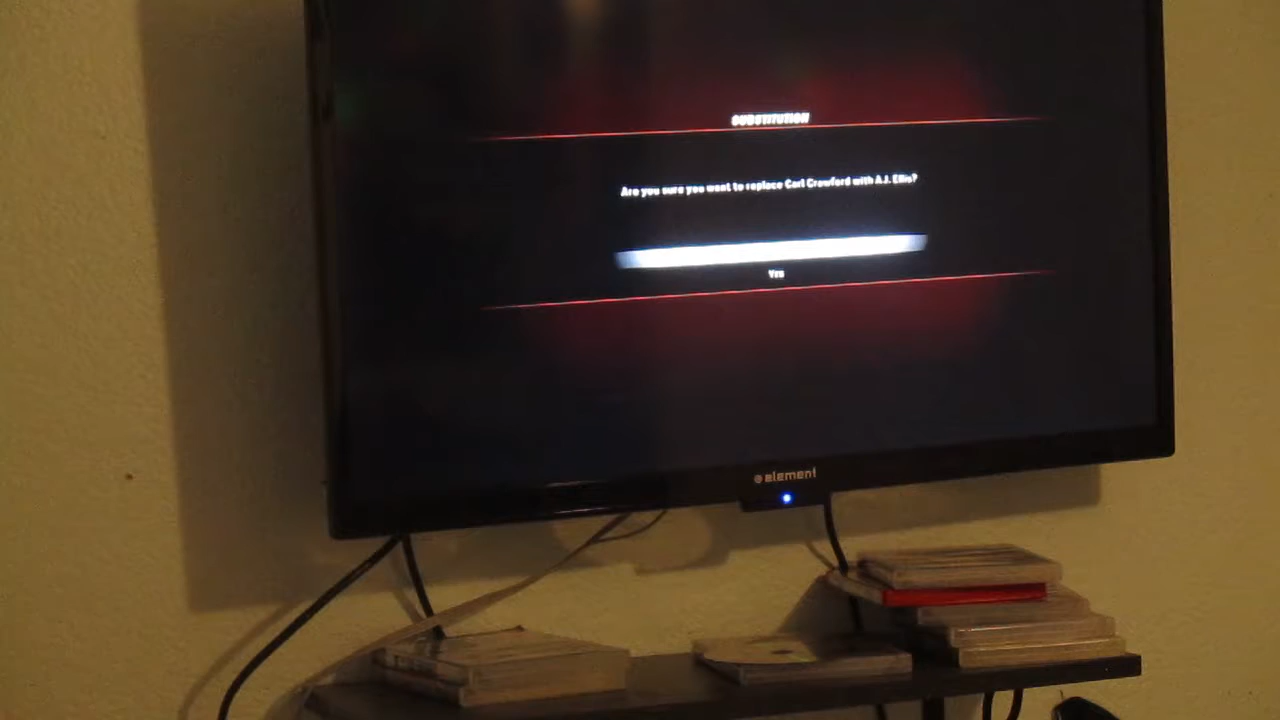 SUBSTITUTION
Are you sure you want to replace Carl Crawford with A.J. Ellis?
Yes
element